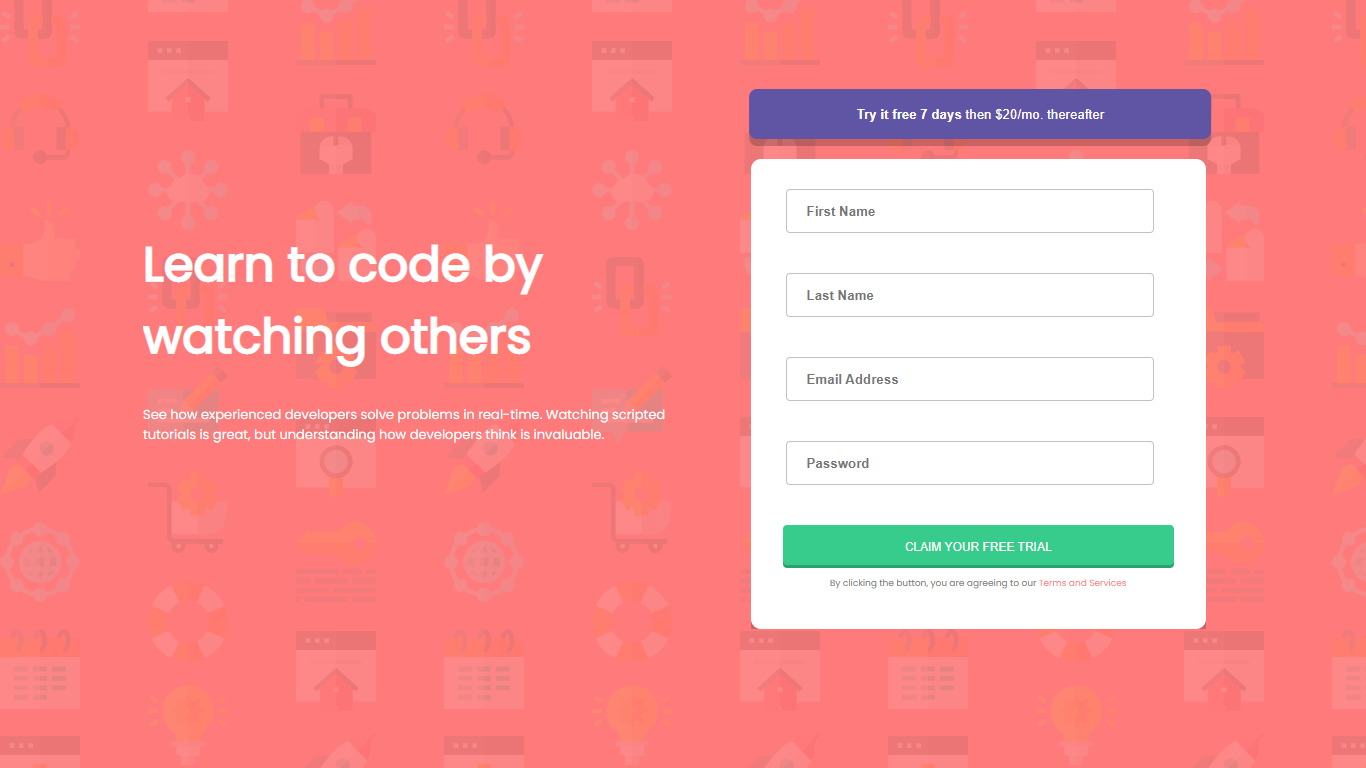 Learn to code by
watching others
See how experienced developers solve problems in real-time. Watching scripted
tutorials is great, but understanding how developers think is invaluable.
Try it free 7 days then $20/mo. thereafter
First Name
Last Name
Email Address
Password
CLAIM YOUR FREE TRIAL
By clicking the button, you are agreeing to our Terms and Services